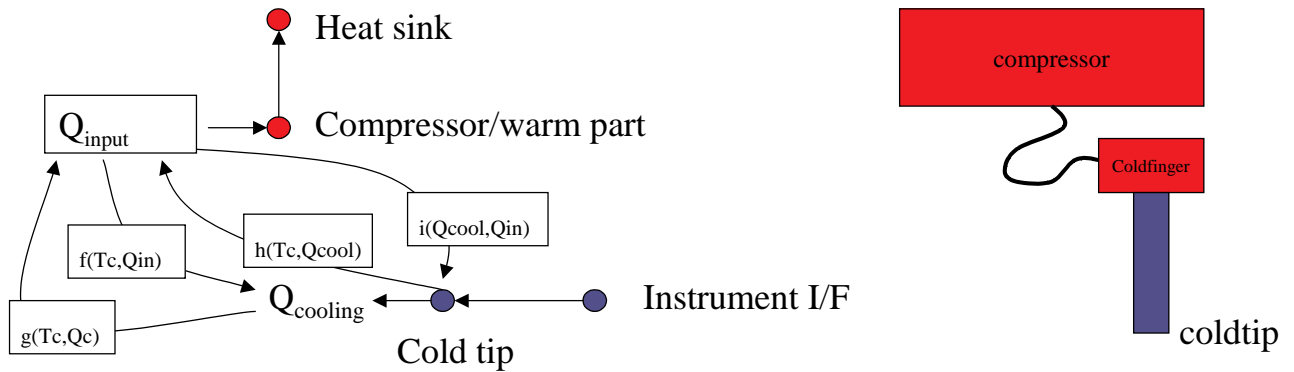 Heat sink
Q_input
Compressor/warm part
i(Qcool,Qin)
h(Tc,Qcool)
f(Tc,Qin)
Q_cooling
Instrument I/F
g(Tc,Qc)
Cold tip
compressor
Coldfinger
coldtip